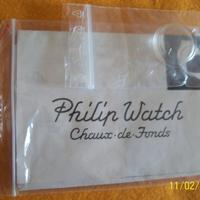 Philip Watch
Chaux·de·Fonds
11/02/